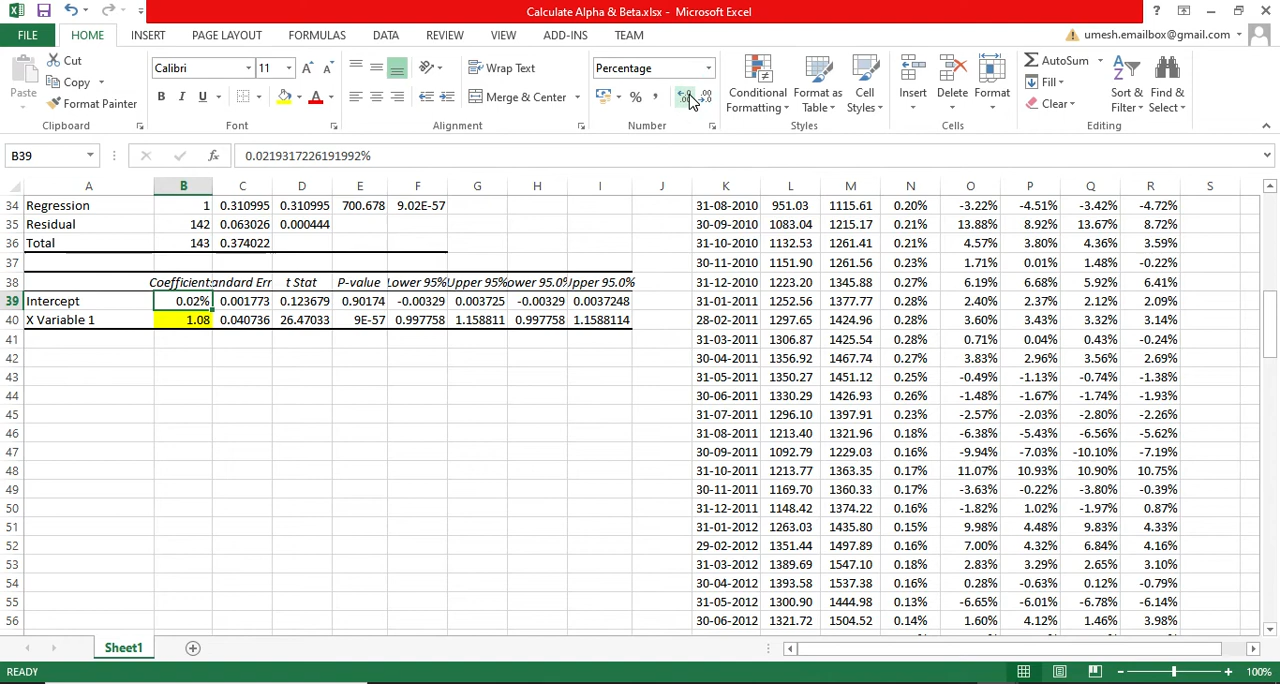 Calculate Alpha & Beta.xlsx - Microsoft Excel
FILE HOME INSERT PAGE LAYOUT FORMULAS DATA REVIEW VIEW ADD-INS TEAM umesh.emailbox@gmail.com
Paste Cut Copy Format Painter Clipboard
Calibri 11 B I U A Font
Wrap Text Merge & Center Alignment
Percentage % , Number
Conditional Formatting Format as Table Cell Styles Styles
Insert Delete Format Cells
AutoSum Fill Clear Sort & Filter Find & Select Editing
B39 fx 0.0219317226191992%
A B C D E F G H I J K L M N O P Q R S
34 Regression 1 0.310995 0.310995 700.678 9.02E-57 31-08-2010 951.03 1115.61 0.20% -3.22% -4.51% -3.42% -4.72%
35 Residual 142 0.063026 0.000444 30-09-2010 1083.04 1215.17 0.21% 13.88% 8.92% 13.67% 8.72%
36 Total 143 0.374022 31-10-2010 1132.53 1261.41 0.22% 4.57% 3.80% 4.36% 3.59%
37 30-11-2010 1151.90 1261.56 0.23% 1.71% 0.01% 1.48% -0.22%
38 Coefficients andard Err t Stat P-value Lower 95% Upper 95% ower 95.0% Upper 95.0% 31-12-2010 1223.20 1345.88 0.28% 6.19% 6.68% 5.92% 6.41%
39 Intercept 0.02% 0.001773 0.123679 0.90174 -0.00329 0.003725 -0.00329 0.0037248 31-01-2011 1252.56 1377.77 0.28% 2.40% 2.37% 2.12% 2.09%
40 X Variable 1 1.08 0.040736 26.47033 9E-57 0.997758 1.158811 0.997758 1.1588114 28-02-2011 1297.65 1424.96 0.28% 3.60% 3.43% 3.32% 3.14%
41 31-03-2011 1306.87 1425.54 0.28% 0.71% 0.04% 0.43% -0.24%
42 30-04-2011 1356.92 1467.74 0.27% 3.83% 2.96% 3.56% 2.69%
43 31-05-2011 1350.27 1451.12 0.25% -0.49% -1.13% -0.74% -1.38%
44 30-06-2011 1330.29 1426.93 0.26% -1.48% -1.67% -1.74% -1.93%
45 31-07-2011 1296.10 1397.91 0.23% -2.57% -2.03% -2.80% -2.26%
46 31-08-2011 1213.40 1321.96 0.18% -6.38% -5.43% -6.56% -5.62%
47 30-09-2011 1092.79 1229.03 0.16% -9.94% -7.03% -10.10% -7.19%
48 31-10-2011 1213.77 1363.35 0.17% 11.07% 10.93% 10.90% 10.75%
49 30-11-2011 1169.70 1360.33 0.17% -3.63% -0.22% -3.80% -0.39%
50 31-12-2011 1148.42 1374.22 0.16% -1.82% 1.02% -1.97% 0.87%
51 31-01-2012 1263.03 1435.80 0.15% 9.98% 4.48% 9.83% 4.33%
52 29-02-2012 1351.44 1497.89 0.16% 7.00% 4.32% 6.84% 4.16%
53 31-03-2012 1389.69 1547.10 0.18% 2.83% 3.29% 2.65% 3.10%
54 30-04-2012 1393.58 1537.38 0.16% 0.28% -0.63% 0.12% -0.79%
55 31-05-2012 1300.90 1444.98 0.13% -6.65% -6.01% -6.78% -6.14%
56 30-06-2012 1321.72 1504.52 0.14% 1.60% 4.12% 1.46% 3.98%
Sheet1
READY 100%